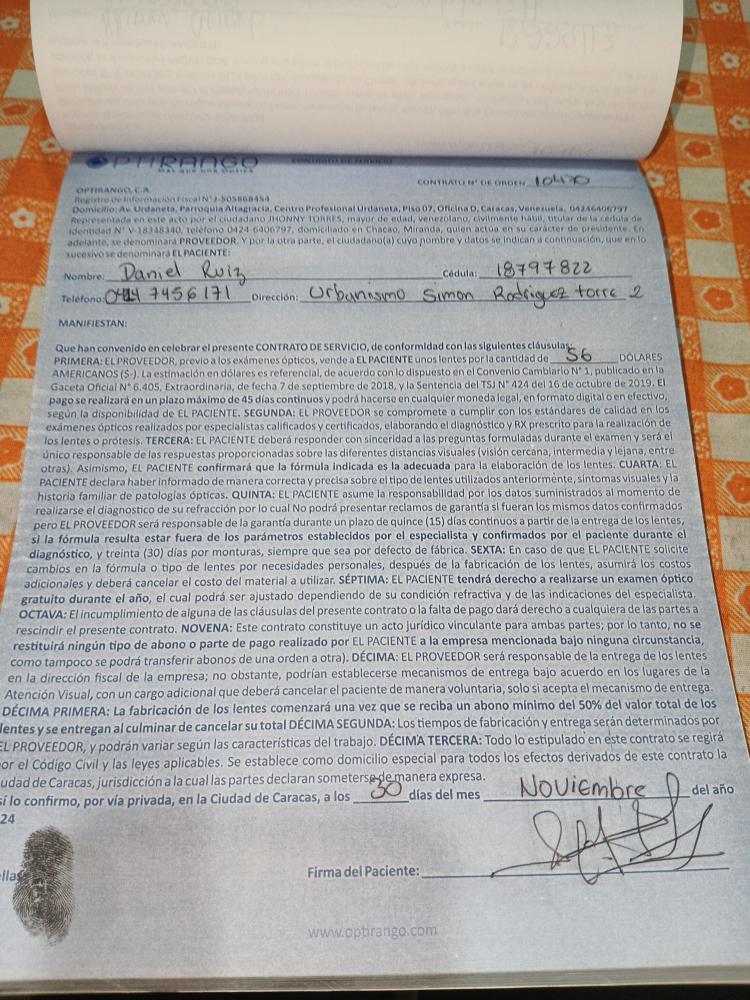 OPTIRANGO
MÁS QUE UNA ÓPTICA
CONTRATO DE SERVICIO
CONTRATO N° DE ORDEN 10470
OPTIRANGO, C.A.
Registro de Información Fiscal N°J-505868454
Domicilio: Av. Urdaneta, Parroquia Altagracia, Centro Profesional Urdaneta, Piso 07, Oficina D, Caracas, Venezuela. 04246406797
Representada en este acto por el ciudadano JHONNY TORRES, mayor de edad, venezolano, civilmente hábil, titular de la cédula de
identidad N° V-18348340, teléfono 0424-6406797, domiciliado en Chacao, Miranda, quien actúa en su carácter de presidente. En
adelante, se denominará PROVEEDOR. Y por la otra parte, el ciudadano(a) cuyo nombre y datos se indican a continuación, que en lo
sucesivo se denominará EL PACIENTE:
Nombre: Daniel Ruiz Cédula: 18797822
Teléfono: 7456171 Dirección: Urbanismo Simon Rodriguez torre 2
MANIFIESTAN:
Que han convenido en celebrar el presente CONTRATO DE SERVICIO, de conformidad con las siguientes cláusulas:
PRIMERA: EL PROVEEDOR, previo a los exámenes ópticos, vende a EL PACIENTE unos lentes por la cantidad de 56 DÓLARES
AMERICANOS ($-). La estimación en dólares es referencial, de acuerdo con lo dispuesto en el Convenio Cambiario N° 1, publicado en la
Gaceta Oficial N° 6.405, Extraordinaria, de fecha 7 de septiembre de 2018, y la Sentencia del TSJ N° 424 del 16 de octubre de 2019. El
pago se realizará en un plazo máximo de 45 días continuos y podrá hacerse en cualquier moneda legal, en formato digital o en efectivo,
según la disponibilidad de EL PACIENTE. SEGUNDA: EL PROVEEDOR se compromete a cumplir con los estándares de calidad en los
exámenes ópticos realizados por especialistas calificados y certificados, elaborando el diagnóstico y RX prescrito para la realización de
los lentes o prótesis. TERCERA: EL PACIENTE deberá responder con sinceridad a las preguntas formuladas durante el examen y será el
único responsable de las respuestas proporcionadas sobre las diferentes distancias visuales (visión cercana, intermedia y lejana, entre
otras). Asimismo, EL PACIENTE confirmará que la fórmula indicada es la adecuada para la elaboración de los lentes. CUARTA: EL
PACIENTE declara haber informado de manera correcta y precisa sobre el tipo de lentes utilizados anteriormente, síntomas visuales y la
historia familiar de patologías ópticas. QUINTA: EL PACIENTE asume la responsabilidad por los datos suministrados al momento de
realizarse el diagnostico de su refracción por lo cual No podrá presentar reclamos de garantía si fueran los mismos datos confirmados
pero EL PROVEEDOR será responsable de la garantía durante un plazo de quince (15) días continuos a partir de la entrega de los lentes,
si la fórmula resulta estar fuera de los parámetros establecidos por el especialista y confirmados por el paciente durante el
diagnóstico, y treinta (30) días por monturas, siempre que sea por defecto de fábrica. SEXTA: En caso de que EL PACIENTE solicite
cambios en la fórmula o tipo de lentes por necesidades personales, después de la fabricación de los lentes, asumirá los costos
adicionales y deberá cancelar el costo del material a utilizar. SÉPTIMA: EL PACIENTE tendrá derecho a realizarse un examen óptico
gratuito durante el año, el cual podrá ser ajustado dependiendo de su condición refractiva y de las indicaciones del especialista.
OCTAVA: El incumplimiento de alguna de las cláusulas del presente contrato o la falta de pago dará derecho a cualquiera de las partes a
rescindir el presente contrato. NOVENA: Este contrato constituye un acto jurídico vinculante para ambas partes; por lo tanto, no se
restituirá ningún tipo de abono o parte de pago realizado por EL PACIENTE a la empresa mencionada bajo ninguna circunstancia,
como tampoco se podrá transferir abonos de una orden a otra). DÉCIMA: EL PROVEEDOR será responsable de la entrega de los lentes
en la dirección fiscal de la empresa; no obstante, podrían establecerse mecanismos de entrega bajo acuerdo en los lugares de la
Atención Visual, con un cargo adicional que deberá cancelar el paciente de manera voluntaria, solo si acepta el mecanismo de entrega.
DÉCIMA PRIMERA: La fabricación de los lentes comenzará una vez que se reciba un abono mínimo del 50% del valor total de los
lentes y se entregan al culminar de cancelar su total DÉCIMA SEGUNDA: Los tiempos de fabricación y entrega serán determinados por
EL PROVEEDOR, y podrán variar según las características del trabajo. DÉCIMA TERCERA: Todo lo estipulado en este contrato se regirá
por el Código Civil y las leyes aplicables. Se establece como domicilio especial para todos los efectos derivados de este contrato la
udad de Caracas, jurisdicción a la cual las partes declaran someterse de manera expresa.
sí lo confirmo, por vía privada, en la Ciudad de Caracas, a los 30 días del mes Noviembre del año
24
ellas
Firma del Paciente:
www.optirango.com